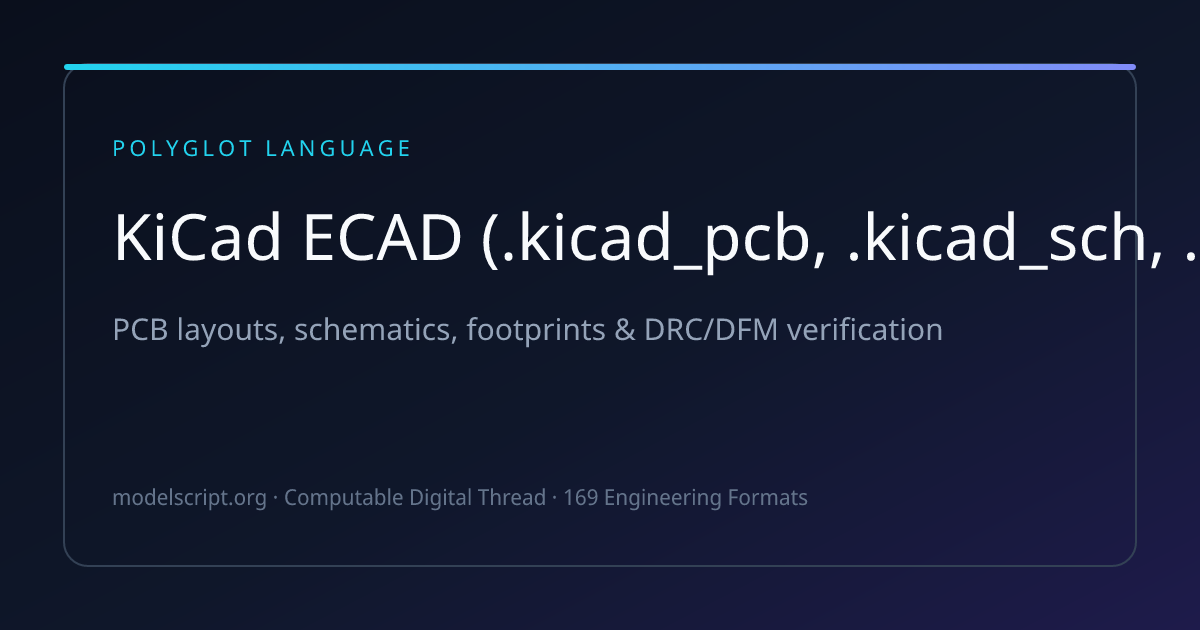 POLYGLOT LANGUAGE
KiCad ECAD (.kicad_pcb, .kicad_sch, .
PCB layouts, schematics, footprints & DRC/DFM verification
modelscript.org · Computable Digital Thread · 169 Engineering Formats